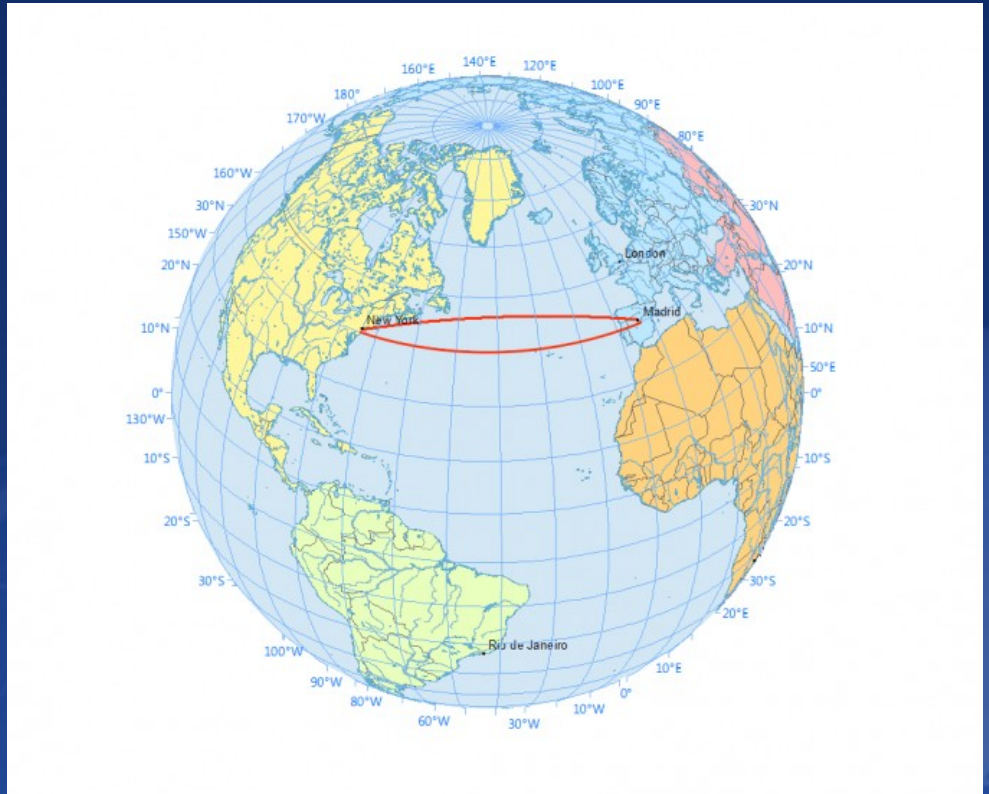 140°E
160°E
120°E
180°
100°E
90°E
170°W
80°E
160°W
30°N
30°N
150°W
London
20°N
20°N
Madrid
New York
10°N
10°N
50°E
0°
0°
130°W
10°S
10°S
20°S
20°S
30°S
30°S
20°E
Rio de Janeiro
100°W
10°E
90°W
0°
80°W
10°W
60°W
30°W